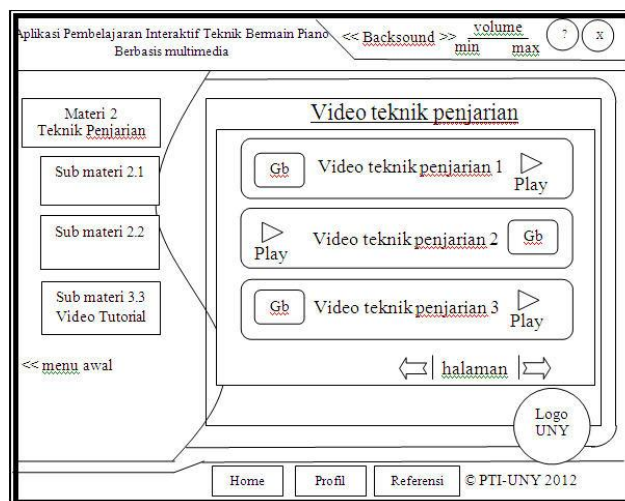 Aplikasi Pembelajaran Interaktif Teknik Bermain Piano
Berbasis multimedia
<< Backsound >>
volume
min max
?
X
Materi 2
Teknik Penjarian
Sub materi 2.1
Sub materi 2.2
Sub materi 3.3
Video Tutorial
<< menu awal
Video teknik penjarian
Gb Video teknik penjarian 1
Play
Video teknik penjarian 2 Gb
Play
Gb Video teknik penjarian 3
Play
halaman
Logo
UNY
Home Profil Referensi © PTI-UNY 2012